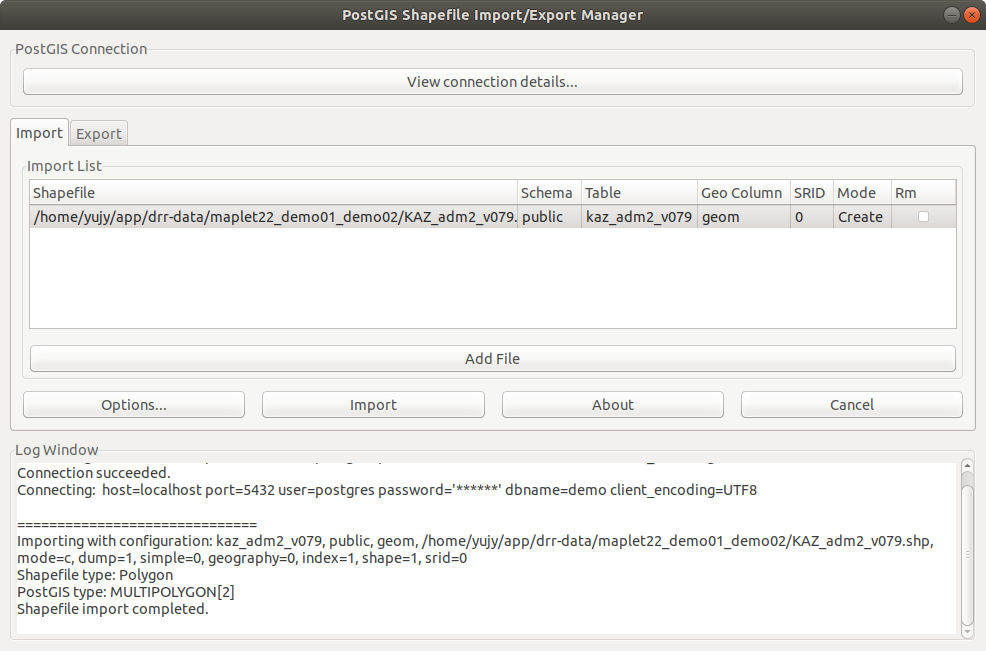 PostGIS Shapefile Import/Export Manager
PostGIS Connection
View connection details...
Import Export
Import List
Shapefile Schema Table Geo Column SRID Mode Rm
/home/yujy/app/drr-data/maplet22_demo01_demo02/KAZ_adm2_v079. public kaz_adm2_v079 geom 0 Create
Add File
Options... Import About Cancel
Log Window
Connection succeeded.
Connecting: host=localhost port=5432 user=postgres password='******' dbname=demo client_encoding=UTF8
==============================
Importing with configuration: kaz_adm2_v079, public, geom, /home/yujy/app/drr-data/maplet22_demo01_demo02/KAZ_adm2_v079.shp,
mode=c, dump=1, simple=0, geography=0, index=1, shape=1, srid=0
Shapefile type: Polygon
PostGIS type: MULTIPOLYGON[2]
Shapefile import completed.